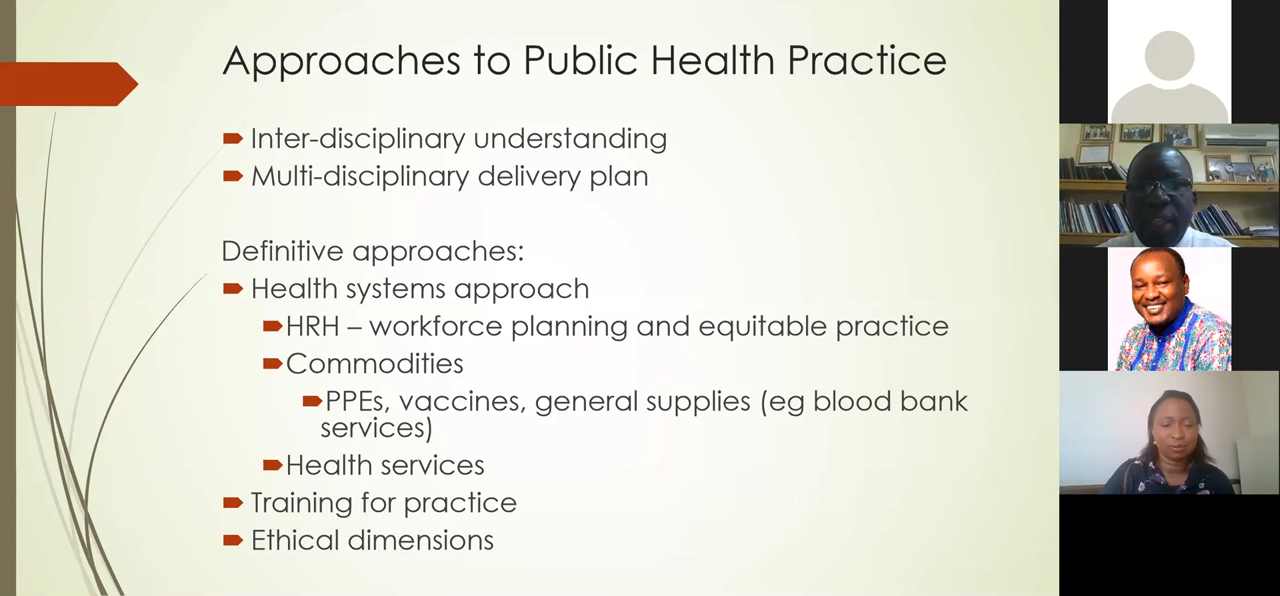 Approaches to Public Health Practice
Inter-disciplinary understanding
Multi-disciplinary delivery plan
Definitive approaches:
Health systems approach
HRH – workforce planning and equitable practice
Commodities
PPEs, vaccines, general supplies (eg blood bank
services)
Health services
Training for practice
Ethical dimensions